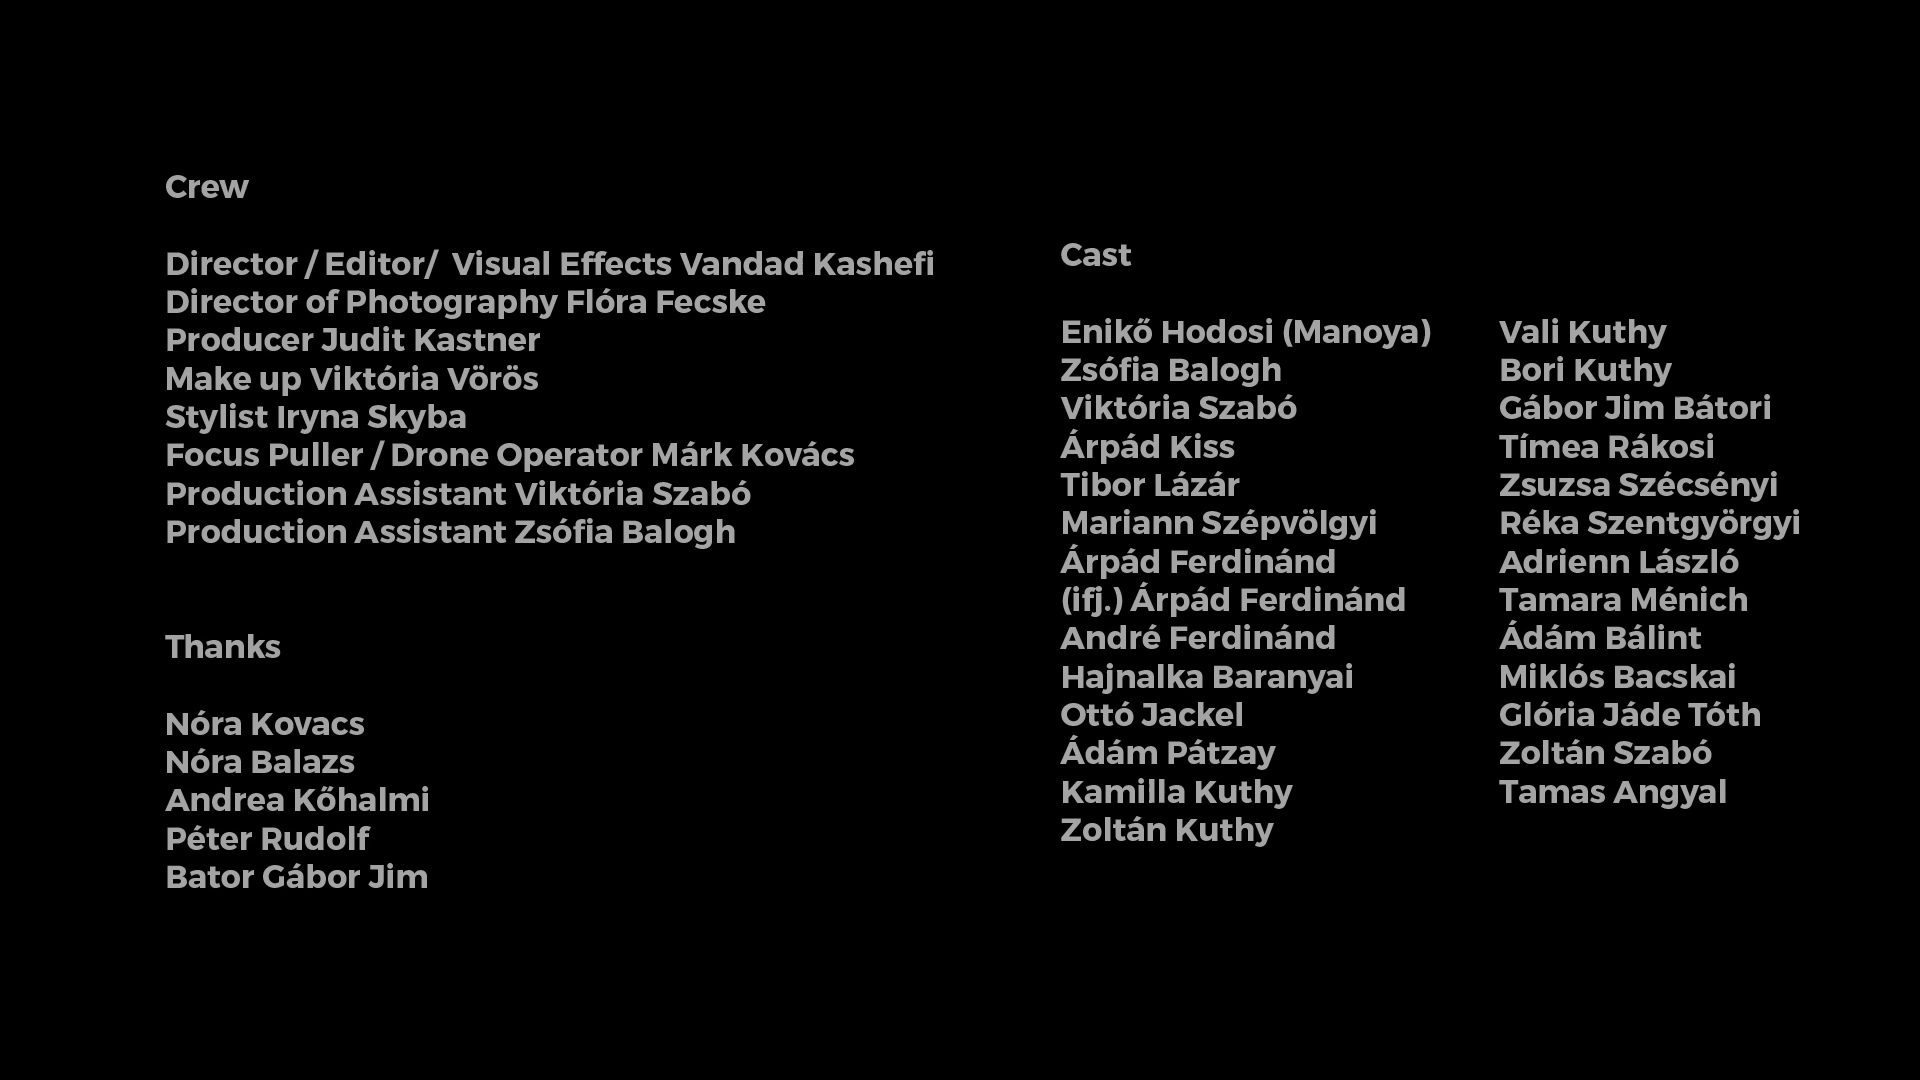 Crew
Director / Editor/  Visual Effects Vandad Kashefi
Director of Photography Flóra Fecske
Producer Judit Kastner
Make up Viktória Vörös
Stylist Iryna Skyba
Focus Puller / Drone Operator Márk Kovács
Production Assistant Viktória Szabó
Production Assistant Zsófia Balogh
Thanks
Nóra Kovacs
Nóra Balazs
Andrea Kőhalmi
Péter Rudolf
Bator Gábor Jim
Cast
Enikő Hodosi (Manoya)
Zsófia Balogh
Viktória Szabó
Árpád Kiss
Tibor Lázár
Mariann Szépvölgyi
Árpád Ferdinánd
(ifj.) Árpád Ferdinánd
André Ferdinánd
Hajnalka Baranyai
Ottó Jackel
Ádám Pátzay
Kamilla Kuthy
Zoltán Kuthy
Vali Kuthy
Bori Kuthy
Gábor Jim Bátori
Tímea Rákosi
Zsuzsa Szécsényi
Réka Szentgyörgyi
Adrienn László
Tamara Ménich
Ádám Bálint
Miklós Bacskai
Glória Jáde Tóth
Zoltán Szabó
Tamas Angyal